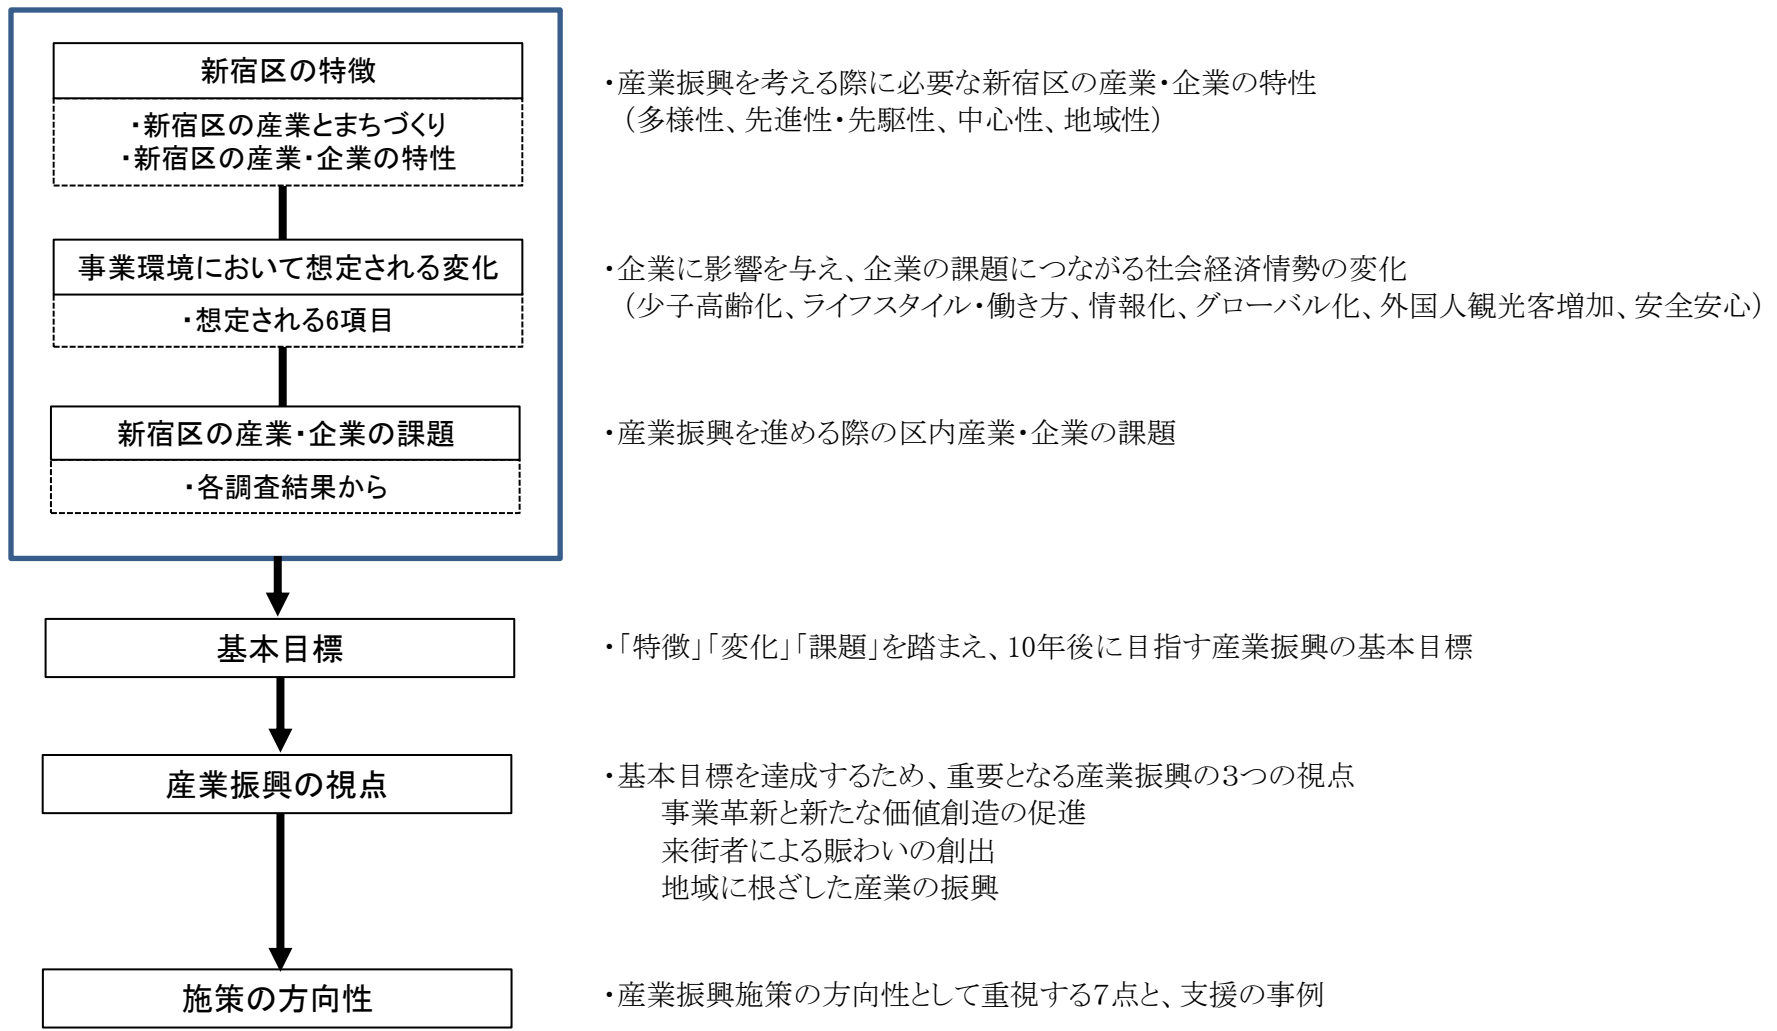 新宿区の特徴
・新宿区の産業とまちづくり
・新宿区の産業・企業の特性
・産業振興を考える際に必要な新宿区の産業・企業の特性
（多様性、先進性・先駆性、中心性、地域性）
事業環境において想定される変化
・想定される6項目
・企業に影響を与え、企業の課題につながる社会経済情勢の変化
（少子高齢化、ライフスタイル・働き方、情報化、グローバル化、外国人観光客増加、安全安心）
新宿区の産業・企業の課題
・各調査結果から
・産業振興を進める際の区内産業・企業の課題
基本目標
・「特徴」「変化」「課題」を踏まえ、10年後に目指す産業振興の基本目標
産業振興の視点
・基本目標を達成するため、重要となる産業振興の３つの視点
事業革新と新たな価値創造の促進
来街者による賑わいの創出
地域に根ざした産業の振興
施策の方向性
・産業振興施策の方向性として重視する７点と、支援の事例